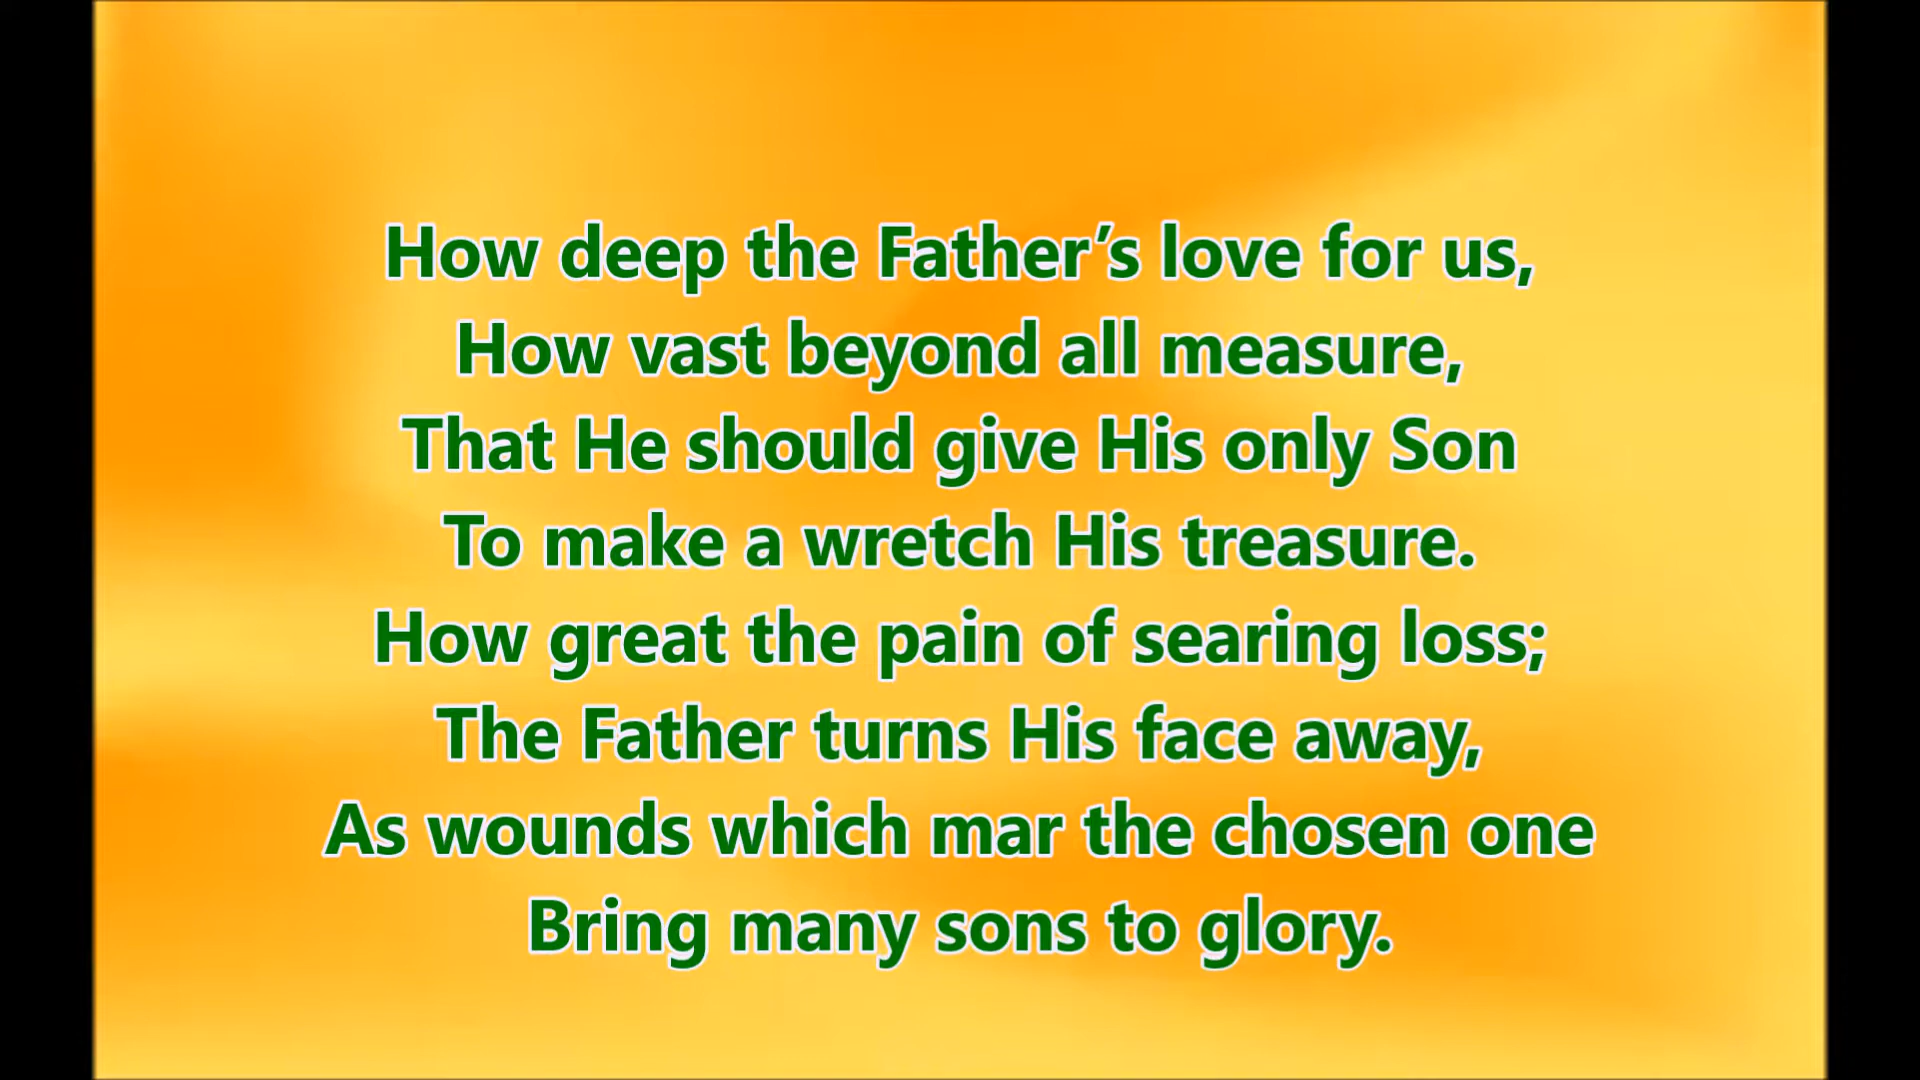 How deep the Father’s love for us,
How vast beyond all measure,
That He should give His only Son
To make a wretch His treasure.
How great the pain of searing loss;
The Father turns His face away,
As wounds which mar the chosen one
Bring many sons to glory.